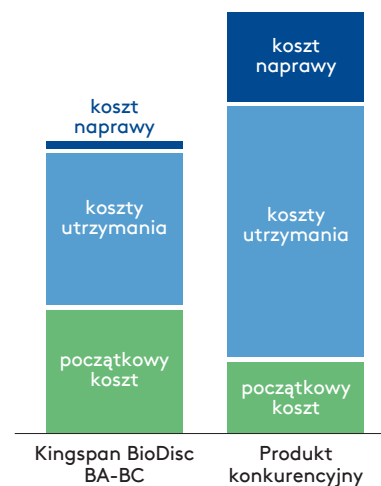 koszt
naprawy
koszty
utrzymania
początkowy
koszt
Kingspan BioDisc
BA-BC
koszt
naprawy
koszty
utrzymania
początkowy
koszt
Produkt
konkurencyjny